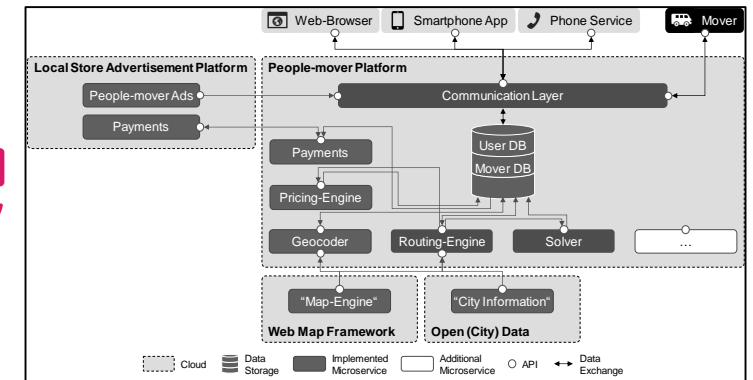 Web-Browser
Smartphone App
Phone Service
Mover
Local Store Advertisement Platform
People-mover Platform
People-mover Ads
Communication Layer
Payments
Payments
User DB
Mover DB
Pricing-Engine
Geocoder
Routing-Engine
Solver
...
"Map-Engine"
"City Information"
Web Map Framework
Open (City) Data
Cloud
Data
Storage
Implemented
Microservice
Additional
Microservice
API
Data
Exchange